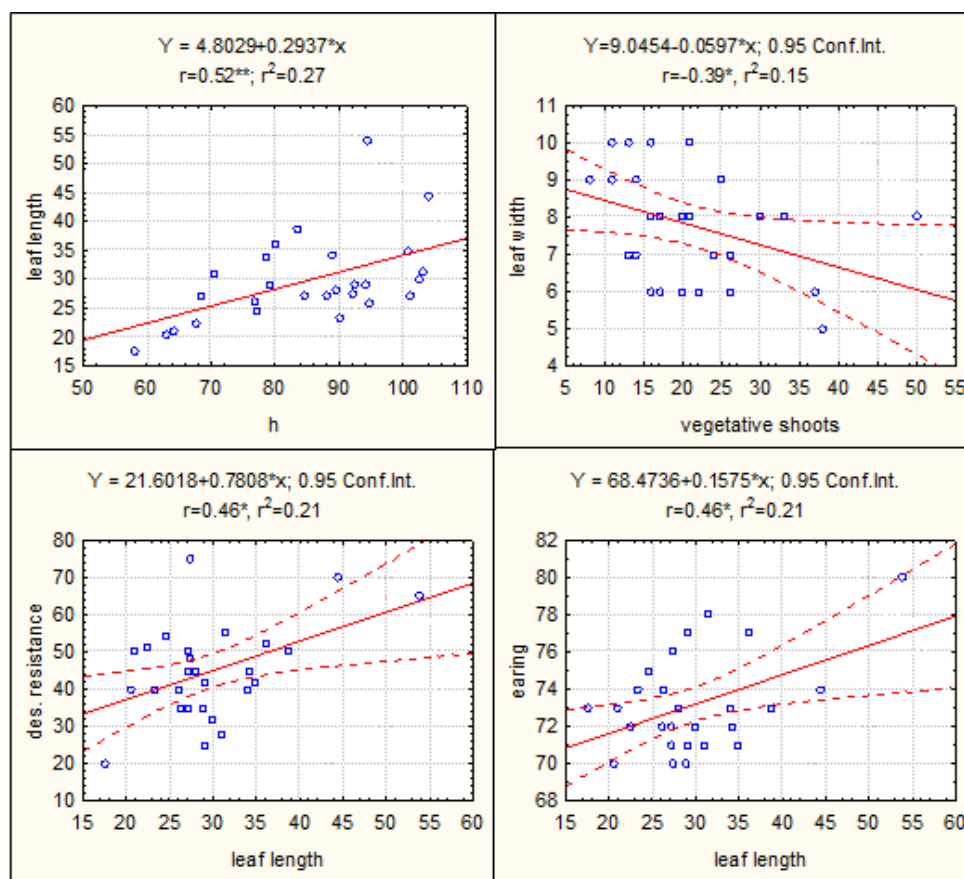 Y = 4.8029+0.2937*x
r=0.52**; r²=0.27
60
55
50
45
40
35
30
25
20
15
leaf length
50 60 70 80 90 100 110
h
Y=9.0454-0.0597*x; 0.95 Conf.Int.
r=-0.39*, r²=0.15
11
10
9
8
7
6
5
4
leaf width
5 10 15 20 25 30 35 40 45 50 55
vegetative shoots
Y = 21.6018+0.7808*x; 0.95 Conf.Int.
r=0.46*, r²=0.21
80
70
60
50
40
30
20
10
des. resistance
15 20 25 30 35 40 45 50 55 60
leaf length
Y = 68.4736+0.1575*x; 0.95 Conf.Int.
r=0.46*, r²=0.21
82
80
78
76
74
72
70
68
earing
15 20 25 30 35 40 45 50 55 60
leaf length